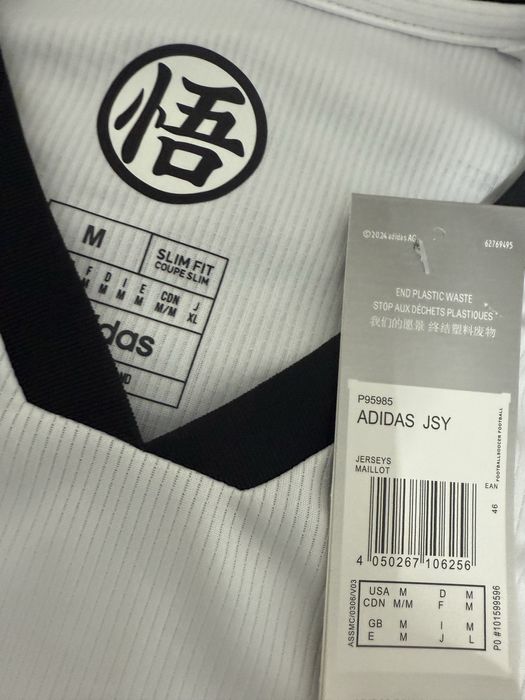 悟
M
SLIM FIT
COUPE SLIM
F D I E CDN J
M M M M M/M XL
das
ND
©2024 adidas AG
62769495
END PLASTIC WASTE
STOP AUX DÉCHETS PLASTIQUES
我们的愿景 终结塑料废物
P95985
ADIDAS JSY
FOOTBALL/SOCCER FOOTBALL
JERSEYS
MAILLOT
EAN
46
4 050267 106256
ASSMC/0306/V03
USA M D M
CDN M/M F M
GB M I M
E M J L
PO #101599596